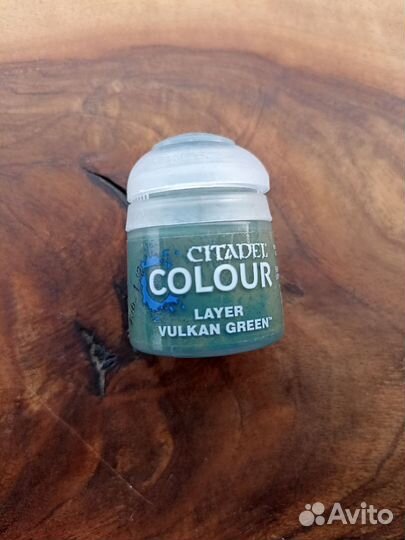 CITADEL
COLOUR
LAYER
VULKAN GREEN™
Avito